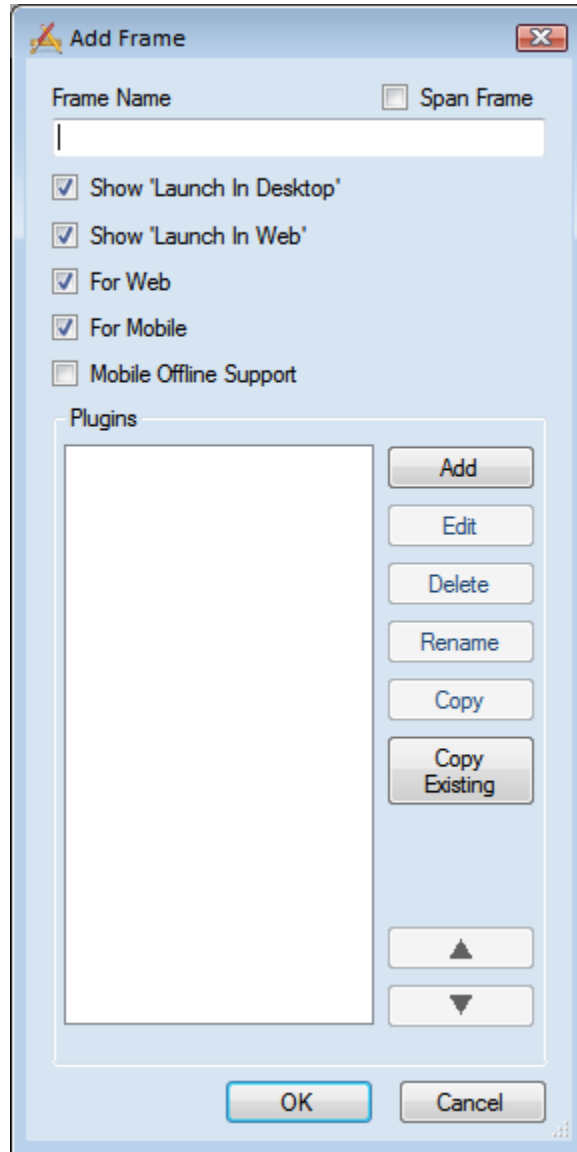 Add Frame
Frame Name
Span Frame
Show 'Launch In Desktop'
Show 'Launch In Web'
For Web
For Mobile
Mobile Offline Support
Plugins
Add
Edit
Delete
Rename
Copy
Copy
Existing
OK
Cancel